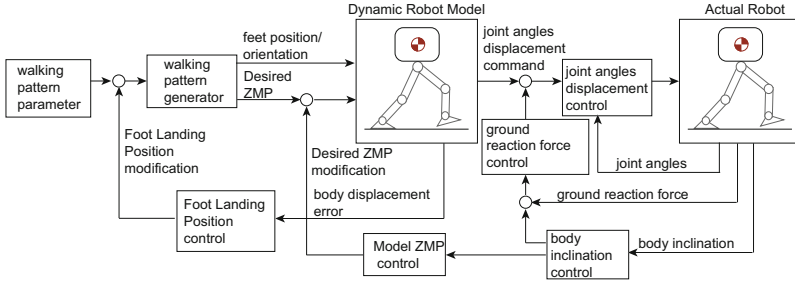 Dynamic Robot Model
Actual Robot
walking
pattern
parameter
walking
pattern
generator
feet position/
orientation
Desired
ZMP
joint angles
displacement
command
joint angles
displacement
control
Foot Landing
Position
modification
Desired ZMP
modification
ground
reaction force
control
joint angles
body displacement
error
ground reaction force
Foot Landing
Position
control
Model ZMP
control
body
inclination
control
body inclination